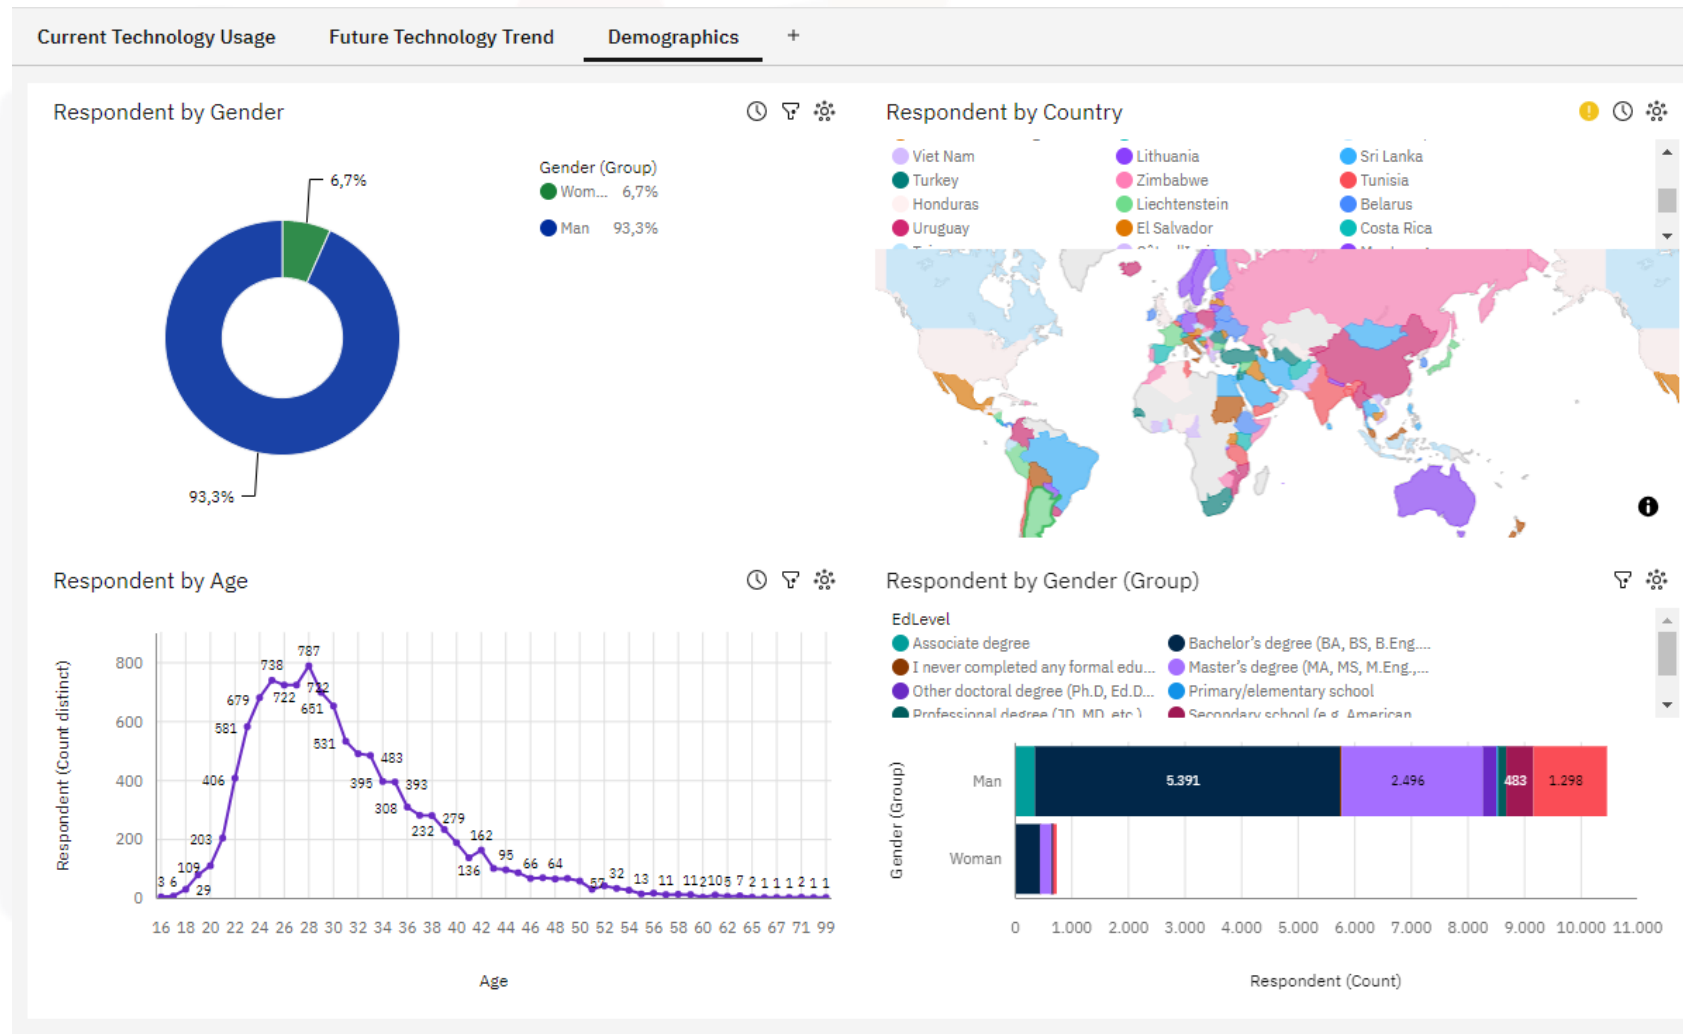 Current Technology Usage Future Technology Trend Demographics +
Respondent by Gender
6,7%
Gender (Group)
Wom... 6,7%
Man 93,3%
93,3%
Respondent by Country
Viet Nam Lithuania Sri Lanka
Turkey Zimbabwe Tunisia
Honduras Liechtenstein Belarus
Uruguay El Salvador Costa Rica
Respondent by Age
Respondent (Count distinct)
800
600
400
200
0
3 6 109 29 203 406 581 679 738 722 787 722 651 531 395 483 308 393 232 279 136 162 95 66 64 57 32 13 11 11 2 10 5 7 2 1 1 1 2 1 1
16 18 20 22 24 26 28 30 32 34 36 38 40 42 44 46 48 50 52 54 56 58 60 62 65 67 71 99
Age
Respondent by Gender (Group)
EdLevel
Associate degree Bachelor's degree (BA, BS, B.Eng....
I never completed any formal edu... Master's degree (MA, MS, M.Eng.,...
Other doctoral degree (Ph.D, Ed.D... Primary/elementary school
Professional degree (JD, MD, etc.) Secondary school (e.g. American
Gender (Group)
Man 5.391 2.496 483 1.298
Woman
0 1.000 2.000 3.000 4.000 5.000 6.000 7.000 8.000 9.000 10.000 11.000
Respondent (Count)